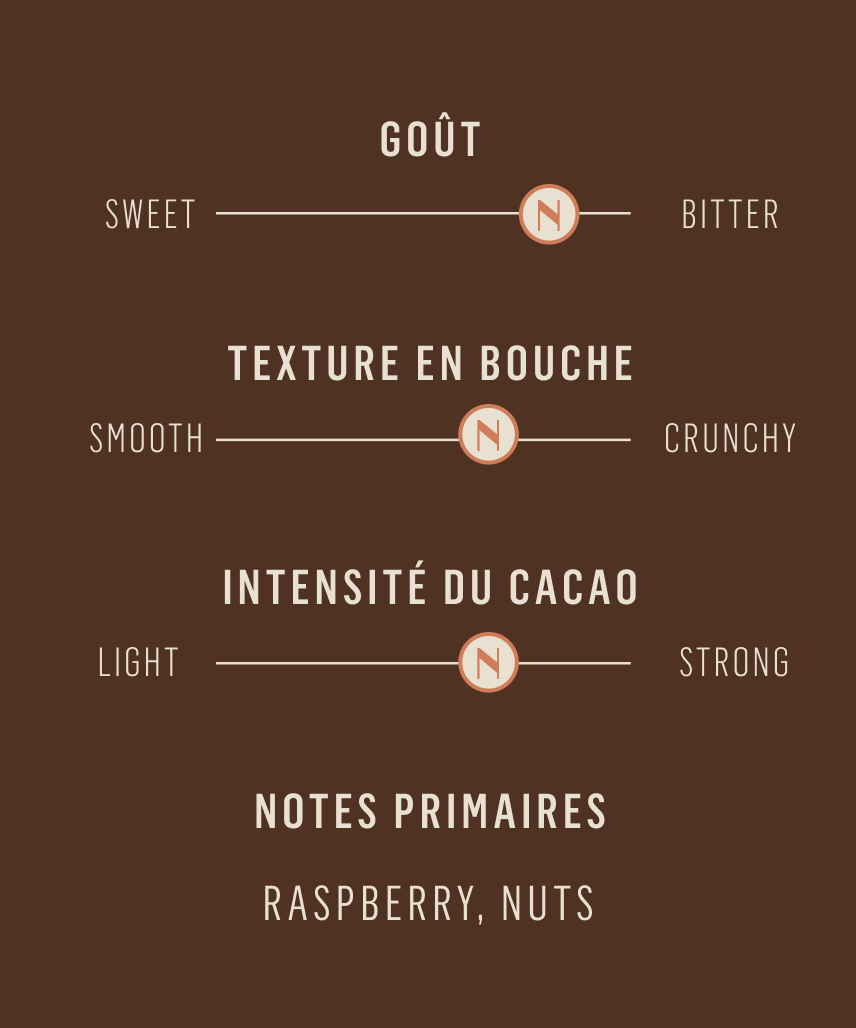 GOÛT
SWEET N BITTER
TEXTURE EN BOUCHE
SMOOTH N CRUNCHY
INTENSITÉ DU CACAO
LIGHT N STRONG
NOTES PRIMAIRES
RASPBERRY, NUTS